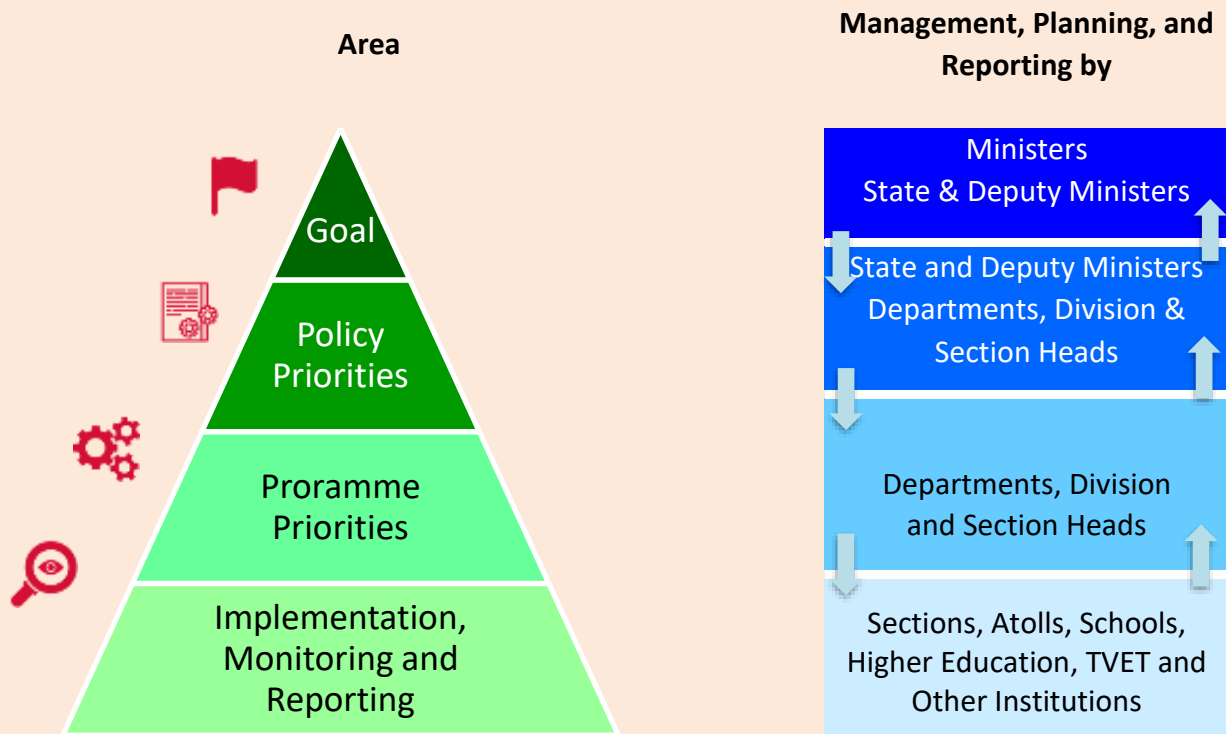 Area
Management, Planning, and
Reporting by
Goal
Policy
Priorities
Proramme
Priorities
Implementation,
Monitoring and
Reporting
Ministers
State & Deputy Ministers
State and Deputy Ministers
Departments, Division &
Section Heads
Departments, Division
and Section Heads
Sections, Atolls, Schools,
Higher Education, TVET and
Other Institutions